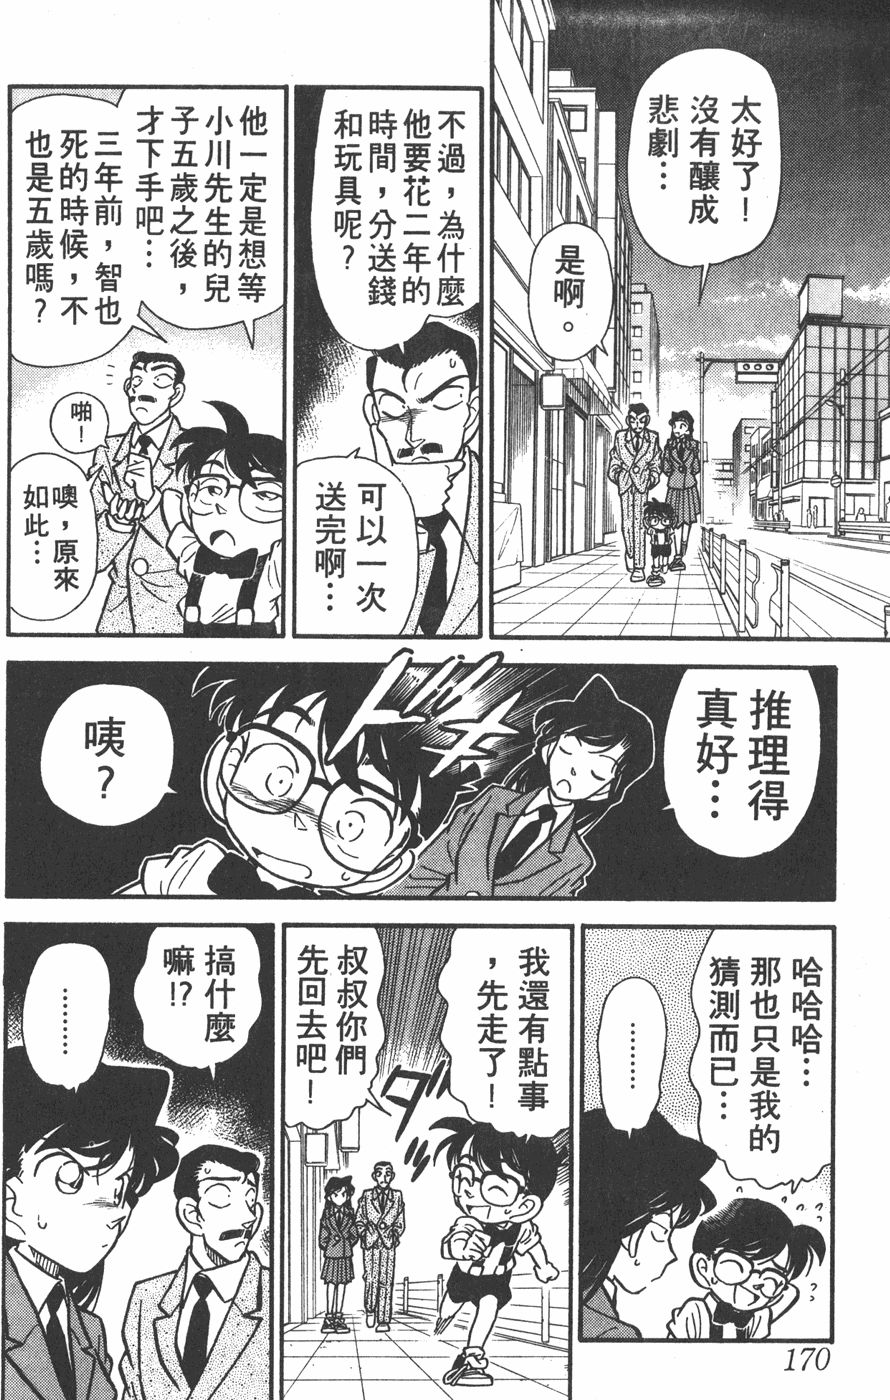 太好了！
沒有釀成
悲劇…
是啊。
不過，為什麼
他要花二年的
時間，分送錢
和玩具呢？
可以一次
送完啊…
他一定是想等
小川先生的兒
子五歲之後，
才下手吧…
三年前，智也
死的時候，不
也是五歲嗎？
啪！
噢，原來
如此…
推理得
真好…
ドキッ
咦？
哈哈哈…
那也只是我的
猜測而已…
………
我還有點事
，先走了！
叔叔你們
先回去吧！
ダッ
搞什麼
嘛!?
………
170